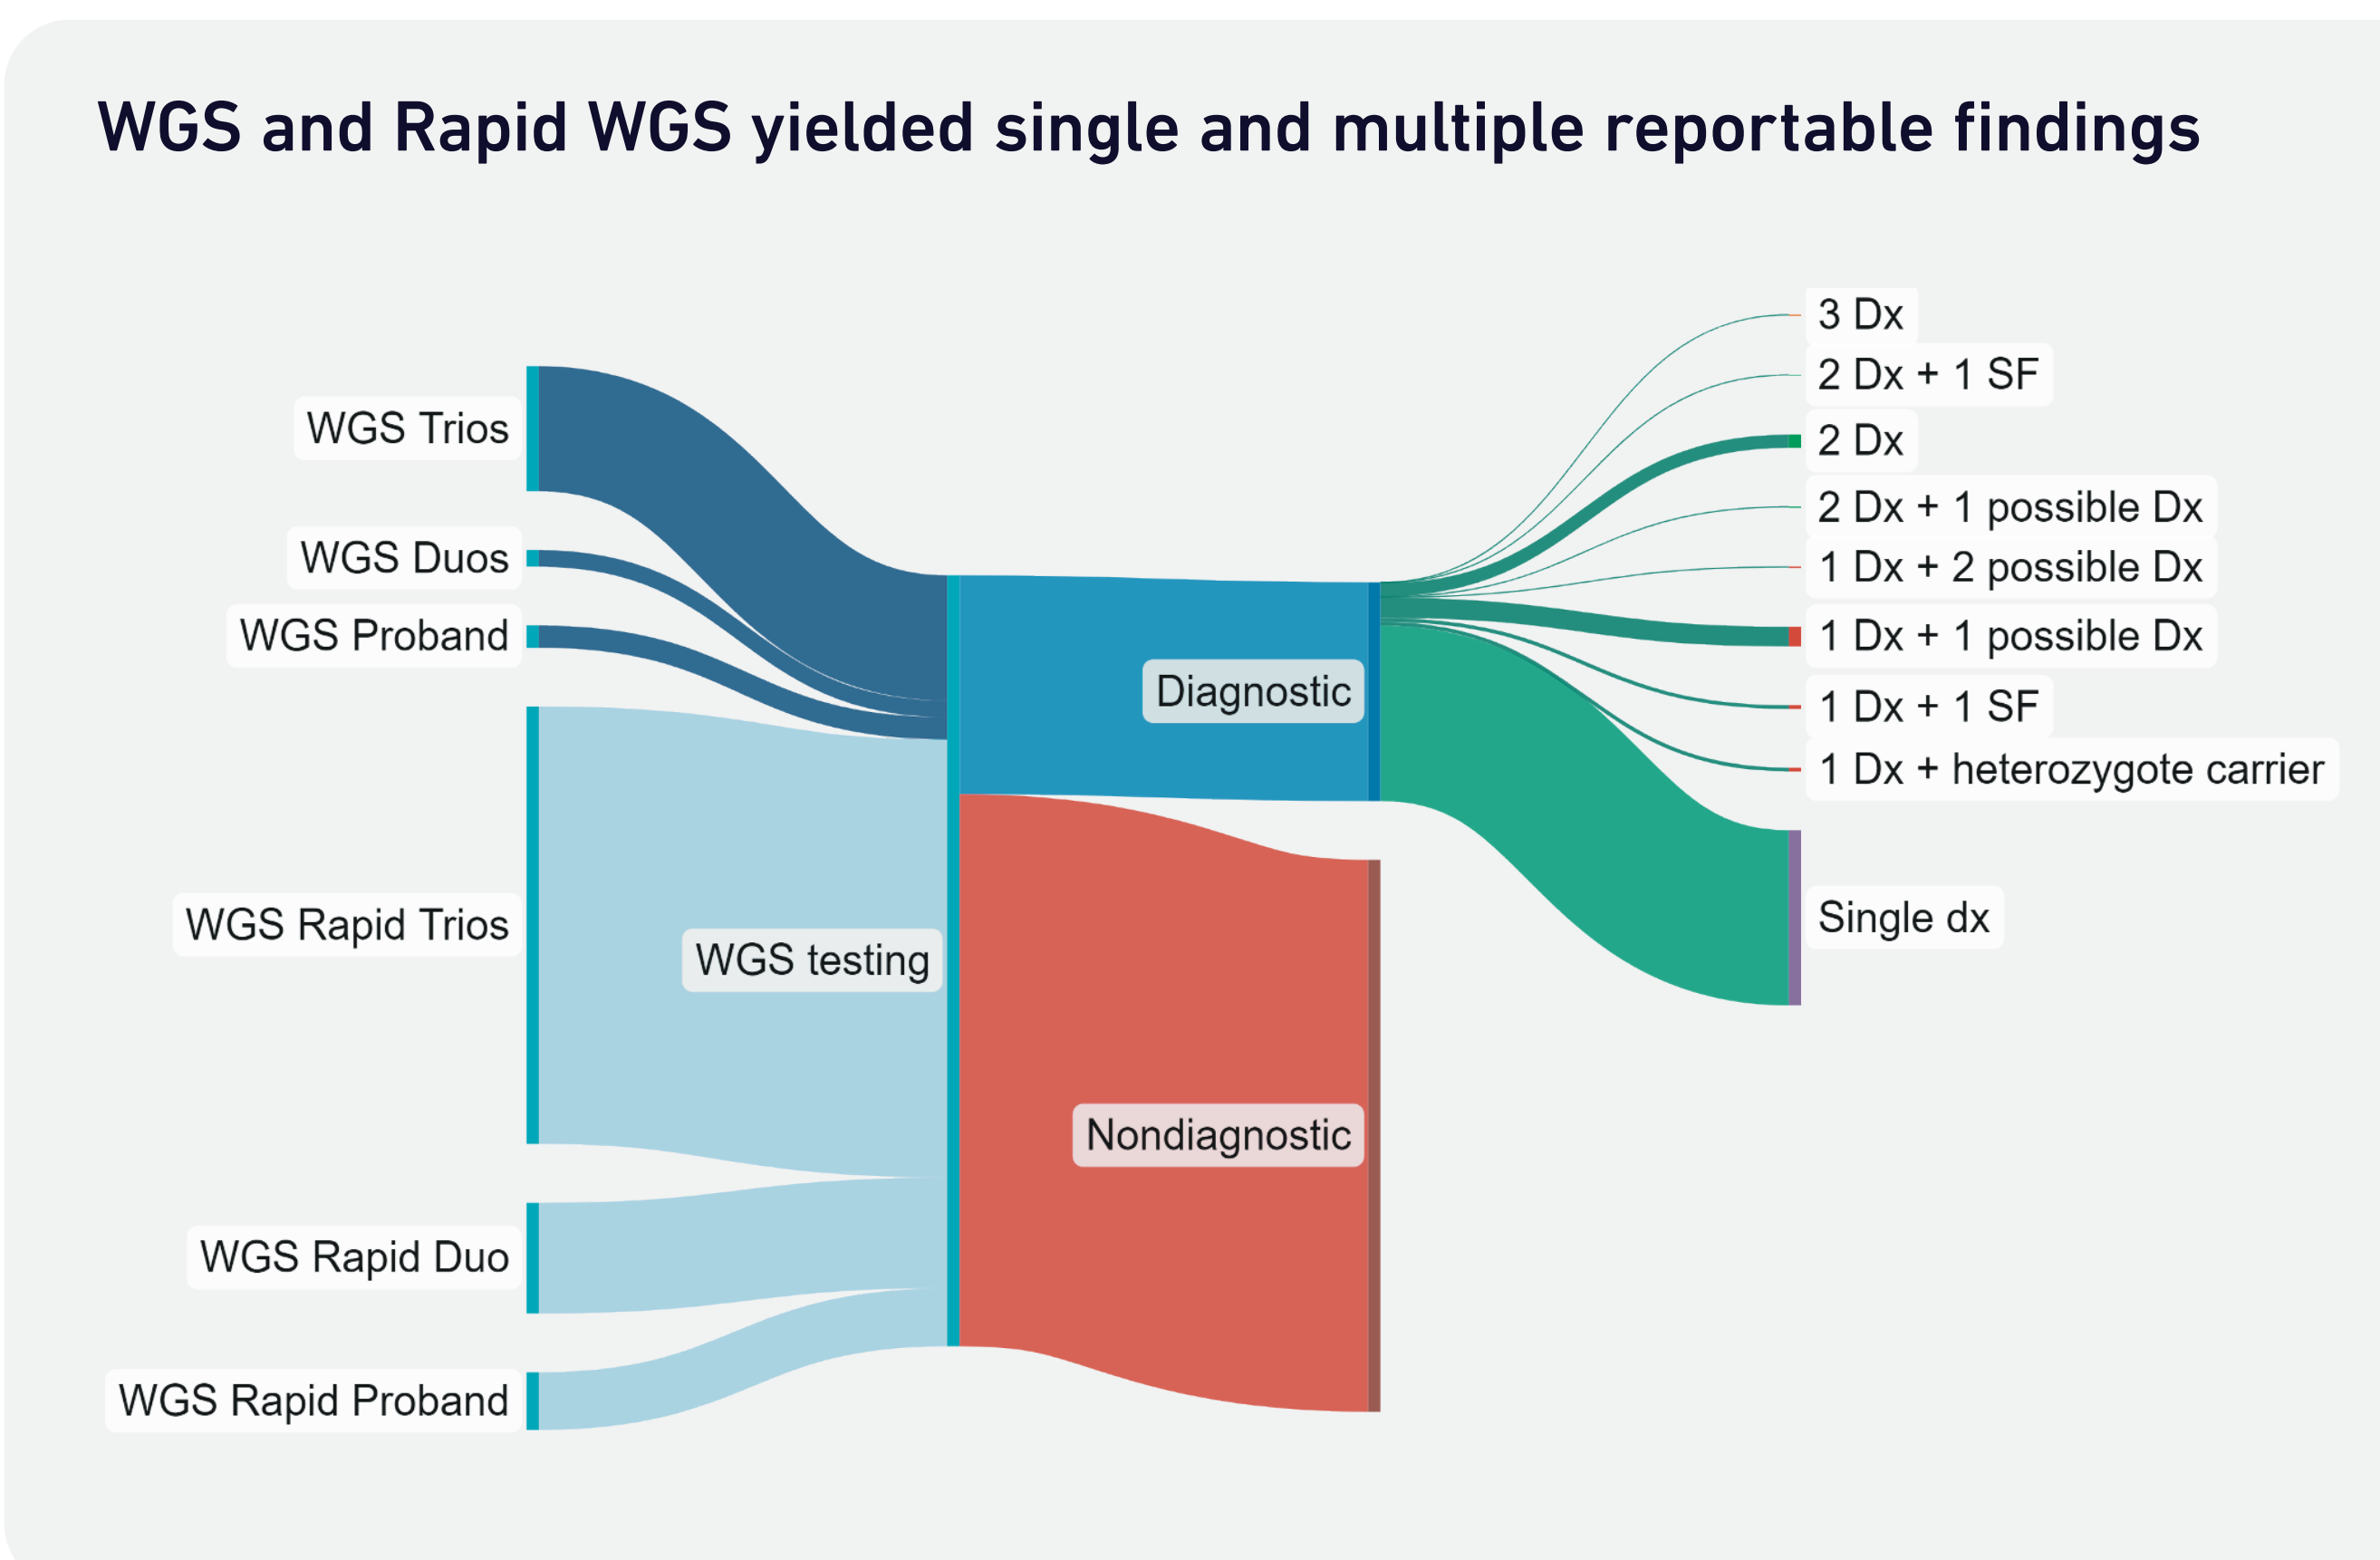 WGS and Rapid WGS yielded single and multiple reportable findings
WGS Trios
WGS Duos
WGS Proband
WGS Rapid Trios
WGS Rapid Duo
WGS Rapid Proband
WGS testing
Diagnostic
Nondiagnostic
3 Dx
2 Dx + 1 SF
2 Dx
2 Dx + 1 possible Dx
1 Dx + 2 possible Dx
1 Dx + 1 possible Dx
1 Dx + 1 SF
1 Dx + heterozygote carrier
Single dx